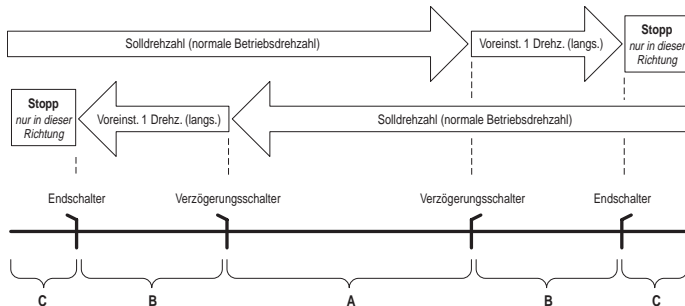 Solldrehzahl (normale Betriebsdrehzahl)
Voreinst. 1 Drehz. (langs.)
Stopp
nur in dieser
Richtung
Stopp
nur in dieser
Richtung
Voreinst. 1 Drehz. (langs.)
Solldrehzahl (normale Betriebsdrehzahl)
Endschalter
Verzögerungsschalter
Verzögerungsschalter
Endschalter
C
B
A
B
C